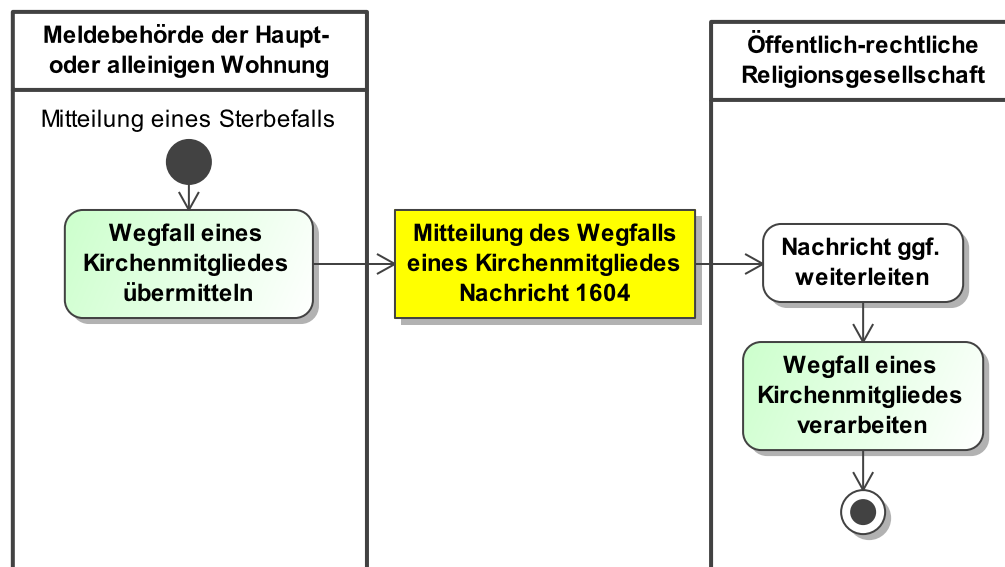 Meldebehörde der Haupt-
oder alleinigen Wohnung
Mitteilung eines Sterbefalls
Wegfall eines
Kirchenmitgliedes
übermitteln
Mitteilung des Wegfalls
eines Kirchenmitgliedes
Nachricht 1604
Öffentlich-rechtliche
Religionsgesellschaft
Nachricht ggf.
weiterleiten
Wegfall eines
Kirchenmitgliedes
verarbeiten